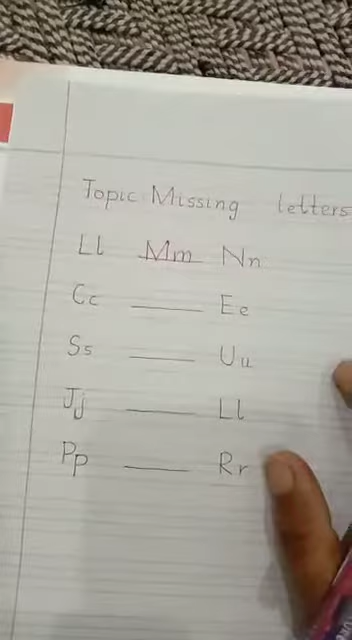 Topic: Missing letters
Ll Mm Nn
Cc ____ Ee
Ss ____ Uu
Jj ____ Ll
Pp ____ Rr